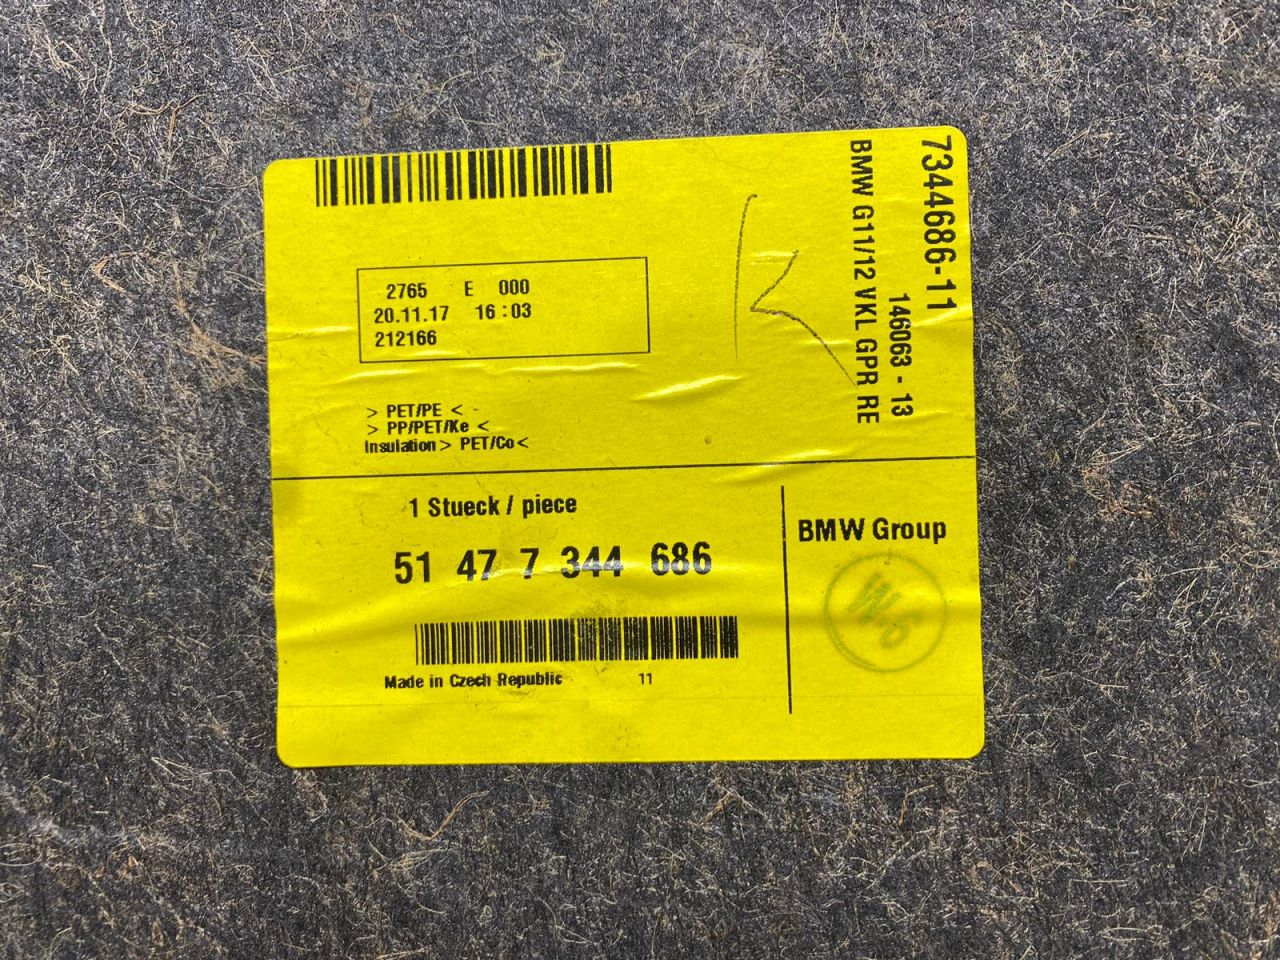 2765 E 000
20.11.17 16:03
212166
> PET/PE <
> PP/PET/Ke <
Insulation > PET/Co <
K
7344686-11
146063 - 13
BMW G11/12 VKL GPR RE
1 Stueck / piece
51 47 7 344 686
Made in Czech Republic 11
BMW Group
W-6